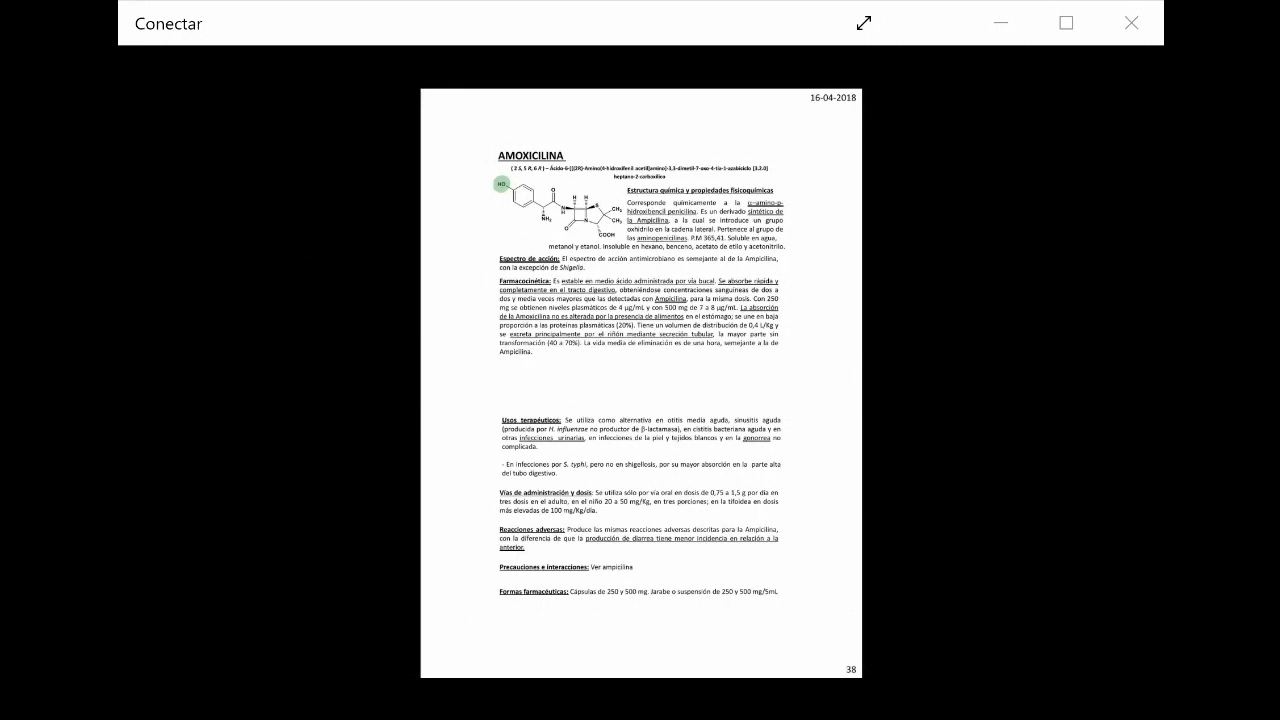 Conectar
16-04-2018
AMOXICILINA
( 2 S, 5 R, 6 R ) – Ácido-6-[[(2R)-Amino(4-hidroxifenil acetil]amino]-3,3-dimetil-7-oxo-4-tia-1-azabiciclo [3.2.0]
heptano-2-carboxílico
HO
O
H
H
S
CH₃
CH₃
N
H
NH₂
O
N
COOH
Estructura química y propiedades fisicoquímicas
Corresponde químicamente a la α-amino-p-
hidroxibencil penicilina. Es un derivado sintético de
la Ampicilina, a la cual se introduce un grupo
oxhidrilo en la cadena lateral. Pertenece al grupo de
las aminopenicilinas. P.M 365,41. Soluble en agua,
metanol y etanol. Insoluble en hexano, benceno, acetato de etilo y acetonitrilo.
Espectro de acción: El espectro de acción antimicrobiano es semejante al de la Ampicilina,
con la excepción de Shigella.
Farmacocinética: Es estable en medio ácido administrada por vía bucal. Se absorbe rápida y
completamente en el tracto digestivo, obteniéndose concentraciones sanguíneas de dos a
dos y media veces mayores que las detectadas con Ampicilina, para la misma dosis. Con 250
mg se obtienen niveles plasmáticos de 4 μg/mL y con 500 mg de 7 a 8 μg/mL. La absorción
de la Amoxicilina no es alterada por la presencia de alimentos en el estómago; se une en baja
proporción a las proteínas plasmáticas (20%). Tiene un volumen de distribución de 0,4 L/Kg y
se excreta principalmente por el riñón mediante secreción tubular, la mayor parte sin
transformación (40 a 70%). La vida media de eliminación es de una hora, semejante a la de
Ampicilina.
Usos terapéuticos: Se utiliza como alternativa en otitis media aguda, sinusitis aguda
(producida por H. influenzae no productor de β-lactamasa), en cistitis bacteriana aguda y en
otras infecciones urinarias, en infecciones de la piel y tejidos blancos y en la gonorrea no
complicada.
- En infecciones por S. typhi, pero no en shigellosis, por su mayor absorción en la parte alta
del tubo digestivo.
Vías de administración y dosis: Se utiliza sólo por vía oral en dosis de 0,75 a 1,5 g por día en
tres dosis en el adulto, en el niño 20 a 50 mg/Kg, en tres porciones; en la tifoidea en dosis
más elevadas de 100 mg/Kg/día.
Reacciones adversas: Produce las mismas reacciones adversas descritas para la Ampicilina,
con la diferencia de que la producción de diarrea tiene menor incidencia en relación a la
anterior.
Precauciones e interacciones: Ver ampicilina
Formas farmacéuticas: Cápsulas de 250 y 500 mg. Jarabe o suspensión de 250 y 500 mg/5mL
38